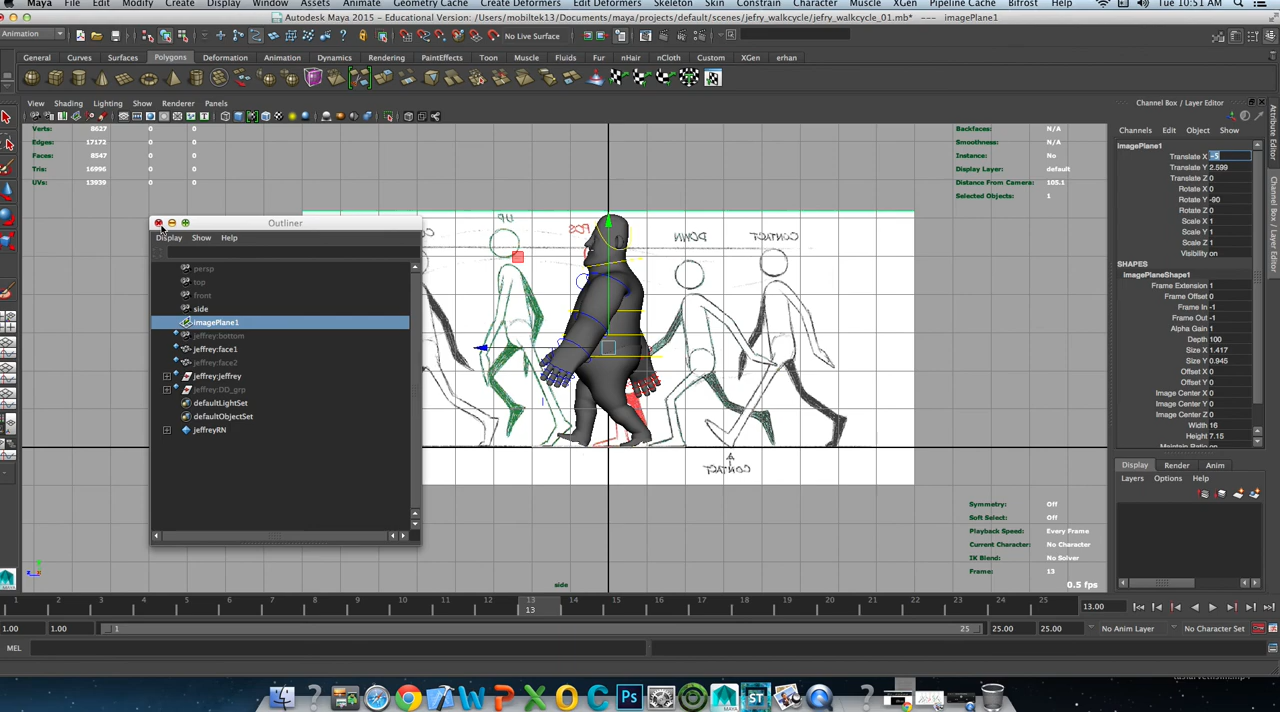 Maya File Edit Modify Create Display Window Assets Animate Geometry Cache Create Deformers Edit Deformers Skeleton Skin Constrain Character Muscle XGen Pipeline Cache Bifrost Help Tue 10:51 AM
Autodesk Maya 2015 - Educational Version: /Users/mobiltek13/Documents/maya/projects/default/scenes/jefry_walkcycle/jefry_walkcycle_01.mb* --- imagePlane1
Animation
No Live Surface
General Curves Surfaces Polygons Deformation Animation Dynamics Rendering PaintEffects Toon Muscle Fluids Fur nHair nCloth Custom XGen erhan
View Shading Lighting Show Renderer Panels
Verts: 8627 0 0
Edges: 17172 0 0
Faces: 8547 0 0
Tris: 15996 0 0
UVs: 13939 0 0
Backfaces: N/A
Smoothness: N/A
Instance: No
Display Layer: default
Distance From Camera: 105.1
Selected Objects: 1
UP
POS
DOWN
CONTACT
CONTACT
A
Outliner
Display Show Help
persp
top
front
side
imagePlane1
jeffrey:bottom
jeffrey:face1
jeffrey:face2
jeffrey:jeffrey
jeffrey:DD_grp
defaultLightSet
defaultObjectSet
jeffreyRN
Symmetry: Off
Soft Select: Off
Playback Speed: Every Frame
Current Character: No Character
IK Blend: No Solver
Frame: 13
0.5 fps
side
Channel Box / Layer Editor
Channels Edit Object Show
imagePlane1
Translate X -5
Translate Y 2.599
Translate Z 0
Rotate X 0
Rotate Y -90
Rotate Z 0
Scale X 1
Scale Y 1
Scale Z 1
Visibility on
SHAPES
imagePlaneShape1
Frame Extension 1
Frame Offset 0
Frame In -1
Frame Out -1
Alpha Gain 1
Depth 100
Size X 1.417
Size Y 0.945
Offset X 0
Offset Y 0
Image Center X 0
Image Center Y 0
Image Center Z 0
Width 16
Height 7.15
Maintain Ratio on
Display Render Anim
Layers Options Help
Attribute Editor
Channel Box / Layer Editor
1 2 3 4 5 6 7 8 9 10 11 12 13 14 15 16 17 18 19 20 21 22 23 24 25
13
13.00
1.00 1.00 1 25 25.00 25.00 No Anim Layer No Character Set
MEL